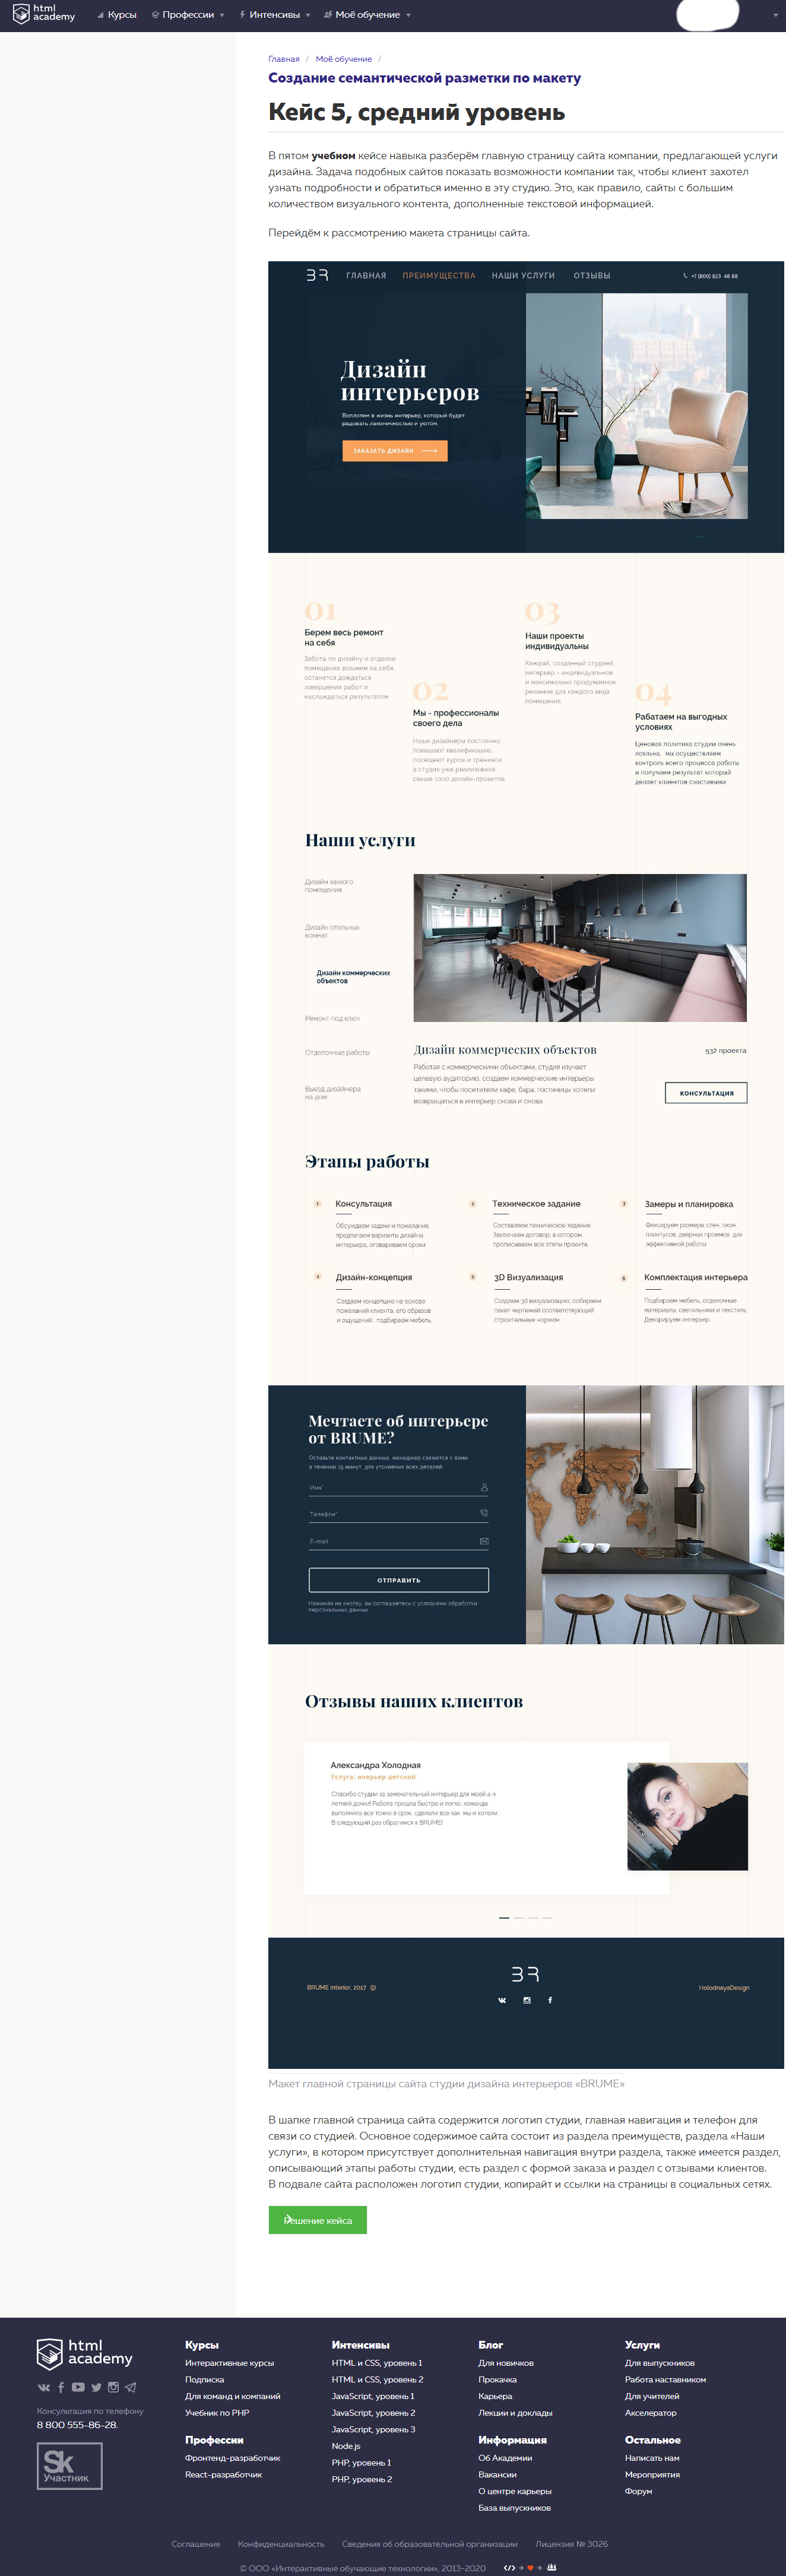 html
academy
Курсы
Профессии
Интенсивы
Моё обучение
Главная / Моё обучение /
Создание семантической разметки по макету
Кейс 5, средний уровень
В пятом учебном кейсе навыка разберём главную страницу сайта компании, предлагающей услуги
дизайна. Задача подобных сайтов показать возможности компании так, чтобы клиент захотел
узнать подробности и обратиться именно в эту студию. Это, как правило, сайты с большим
количеством визуального контента, дополненные текстовой информацией.
Перейдём к рассмотрению макета страницы сайта.
ГЛАВНАЯ ПРЕИМУЩЕСТВА НАШИ УСЛУГИ ОТЗЫВЫ
+7 (800) 823 48 88
Дизайн
интерьеров
Воплотим в жизнь интерьер, который будет
радовать лаконичностью и уютом.
ЗАКАЗАТЬ ДИЗАЙН
01
Берем весь ремонт
на себя
Заботы по дизайну и отделке
помещения возьмем на себя,
останется дождаться
завершения работ и
наслаждаться результатом
02
Мы - профессионалы
своего дела
Наши дизайнеры постоянно
повышают квалификацию,
посещают курсы и тренинги
и студия уже реализовала
свыше 1000 дизайн-проектов
03
Наши проекты
индивидуальны
Каждый, созданный студией,
интерьер - индивидуальное
и максимально продуманное
решение для каждого вида
помещения
04
Рабатаем на выгодных
условиях
Ценовая политика студии очень
лояльна, мы осуществляем
контроль всего процесса работы
и получаем результат который
делает клиентов счастливыми
Наши услуги
Дизайн жилого
помещения
Дизайн отельных
комнат
Дизайн коммерческих
объектов
Ремонт под ключ
Отделочные работы
Выезд дизайнера
на дом
Дизайн коммерческих объектов
532 проекта
Работая с коммерческими объектами, студия изучает
целевую аудиторию, создаем коммерческие интерьеры
такими, чтобы посетители кафе, бара, гостиницы хотели
возвращаться в интерьер снова и снова
КОНСУЛЬТАЦИЯ
Этапы работы
1 Консультация
Обсуждаем задачи и пожелания,
предлагаем варианты дизайна
интерьера, оговариваем сроки
2 Техническое задание
Составляем техническое задание.
Заключаем договор, в котором
прописываем все этапы проекта.
3 Замеры и планировка
Фиксируем размеры стен, окон,
плинтусов, дверных проемов для
эффективной работы
4 Дизайн-концепция
Создаем концепцию на основе
пожеланий клиента, его образов
и ощущений, подбираем мебель.
5 3D Визуализация
Создаем 3d визуализацию, собираем
пакет чертежей соответствующий
строительным нормам.
6 Комплектация интерьера
Подбираем мебель, отделочные
материалы, светильники и текстиль.
Декорируем интерьер.
Мечтаете об интерьере
от BRUME?
Оставьте контактные данные, менеджер свяжется с вами
в течении 15 минут, для уточнения всех деталей
Имя*
Телефон*
E-mail
ОТПРАВИТЬ
Нажимая на кнопку, вы соглашаетесь с условиями обработки
персональных данных
Отзывы наших клиентов
Александра Холодная
Услуга: инерьер детской
Спасибо студии за замечательный интерьер для моей 4-х
летней дочки! Работа прошла быстро и легко, команда
выполнила все точно в срок, сделали все как мы и хотели.
В следующий раз обратимся к BRUME!
BRUME interior, 2017 ©
HolodnayaDesign
Макет главной страницы сайта студии дизайна интерьеров «BRUME»
В шапке главной страница сайта содержится логотип студии, главная навигация и телефон для
связи со студией. Основное содержимое сайта состоит из раздела преимуществ, раздела «Наши
услуги», в котором присутствует дополнительная навигация внутри раздела, также имеется раздел,
описывающий этапы работы студии, есть раздел с формой заказа и раздел с отзывами клиентов.
В подвале сайта расположен логотип студии, копирайт и ссылки на страницы в социальных сетях.
Решение кейса
html
academy
Консультация по телефону
8 800 555-86-28.
Sk
Участник
Курсы
Интерактивные курсы
Подписка
Для команд и компаний
Учебник по PHP
Профессии
Фронтенд-разработчик
React-разработчик
Интенсивы
HTML и CSS, уровень 1
HTML и CSS, уровень 2
JavaScript, уровень 1
JavaScript, уровень 2
JavaScript, уровень 3
Node.js
PHP, уровень 1
PHP, уровень 2
Блог
Для новичков
Прокачка
Карьера
Лекции и доклады
Информация
Об Академии
Вакансии
О центре карьеры
База выпускников
Услуги
Для выпускников
Работа наставником
Для учителей
Акселератор
Остальное
Написать нам
Мероприятия
Форум
Соглашение Конфиденциальность Сведения об образовательной организации Лицензия № 3026
© ООО «Интерактивные обучающие технологии», 2013–2020